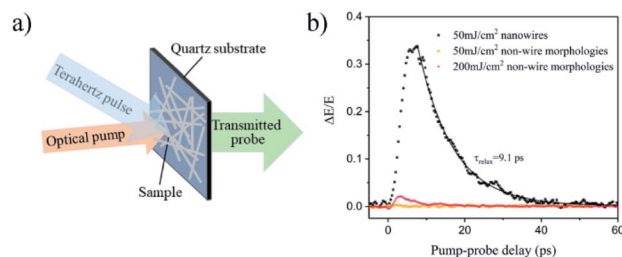 a)
Quartz substrate
Terahertz pulse
Optical pump
Transmitted
probe
Sample
b)
0.4
0.3
0.2
0.1
0.0
ΔE/E
50mJ/cm² nanowires
50mJ/cm² non-wire morphologies
200mJ/cm² non-wire morphologies
τrelax=9.1 ps
0
20
40
60
Pump-probe delay (ps)